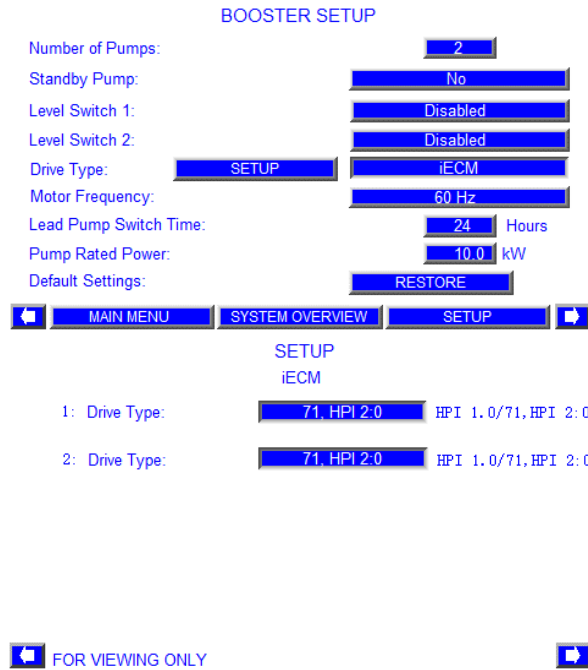 BOOSTER SETUP
Number of Pumps: 2
Standby Pump: No
Level Switch 1: Disabled
Level Switch 2: Disabled
Drive Type: SETUP iECM
Motor Frequency: 60 Hz
Lead Pump Switch Time: 24 Hours
Pump Rated Power: 10.0 kW
Default Settings: RESTORE
MAIN MENU SYSTEM OVERVIEW SETUP
SETUP
iECM
1: Drive Type: 71, HPI 2:0 HPI 1.0/71,HPI 2:0
2: Drive Type: 71, HPI 2:0 HPI 1.0/71,HPI 2:0
FOR VIEWING ONLY